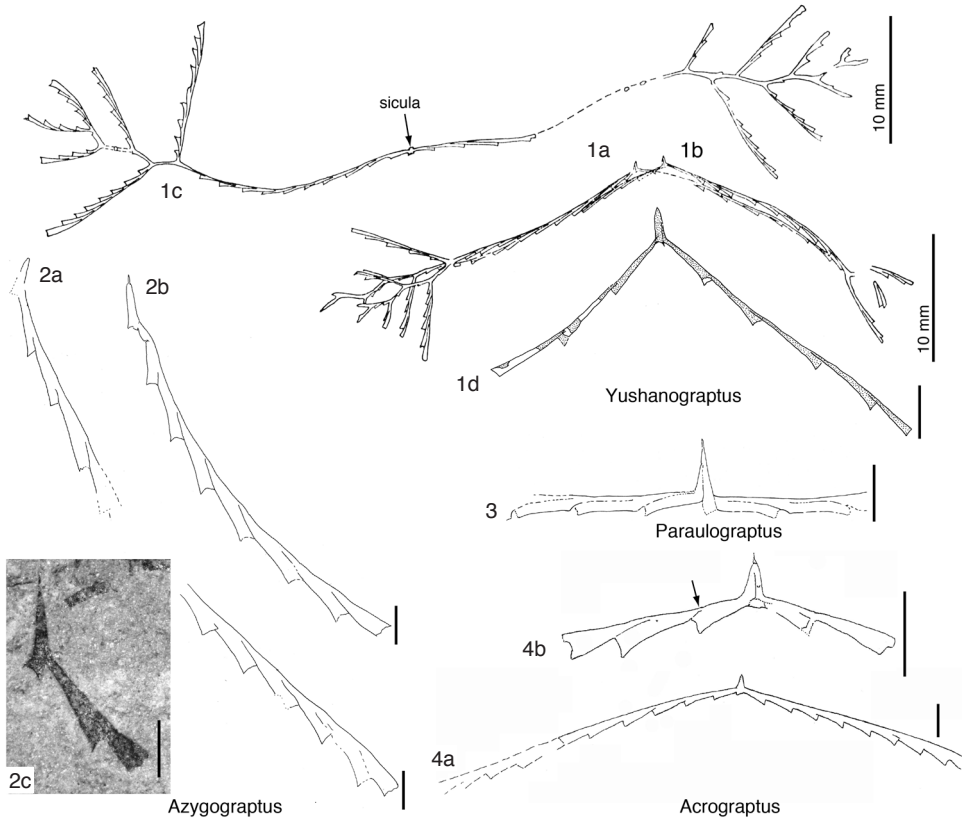 sicula
10 mm
1a
1b
1c
2a
2b
10 mm
1d
Yushanograptus
3
Paraulograptus
4b
4a
2c
Azygograptus
Acrograptus